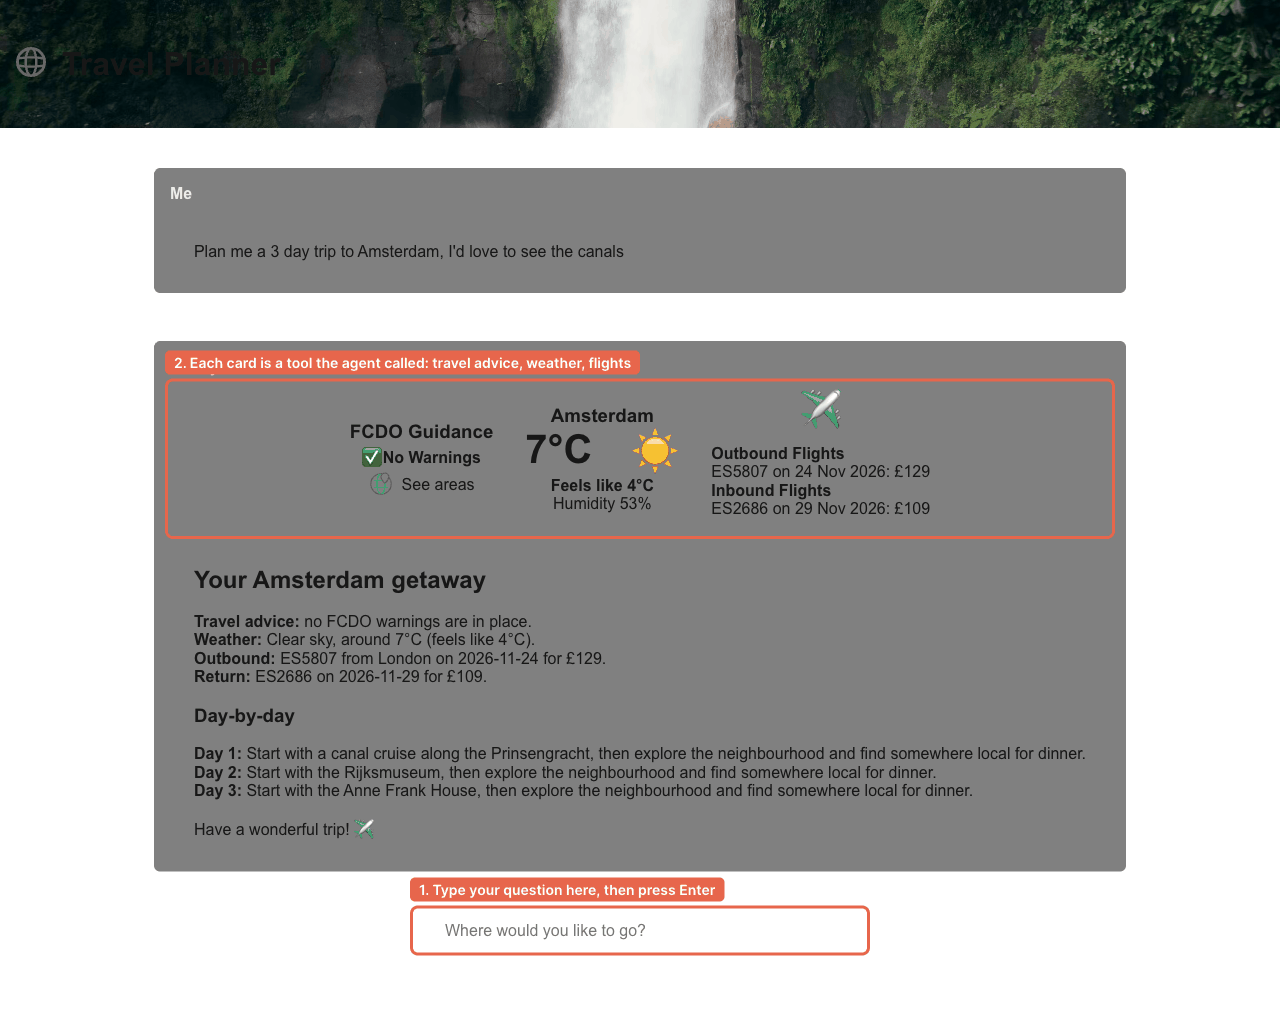 Travel Planner
Me
Plan me a 3 day trip to Amsterdam, I'd love to see the canals
2. Each card is a tool the agent called: travel advice, weather, flights
FCDO Guidance
✅No Warnings
See areas
Amsterdam
7°C
Feels like 4°C
Humidity 53%
Outbound Flights
ES5807 on 24 Nov 2026: £129
Inbound Flights
ES2686 on 29 Nov 2026: £109
Your Amsterdam getaway
Travel advice: no FCDO warnings are in place.
Weather: Clear sky, around 7°C (feels like 4°C).
Outbound: ES5807 from London on 2026-11-24 for £129.
Return: ES2686 on 2026-11-29 for £109.
Day-by-day
Day 1: Start with a canal cruise along the Prinsengracht, then explore the neighbourhood and find somewhere local for dinner.
Day 2: Start with the Rijksmuseum, then explore the neighbourhood and find somewhere local for dinner.
Day 3: Start with the Anne Frank House, then explore the neighbourhood and find somewhere local for dinner.
Have a wonderful trip! ✈️
1. Type your question here, then press Enter
Where would you like to go?